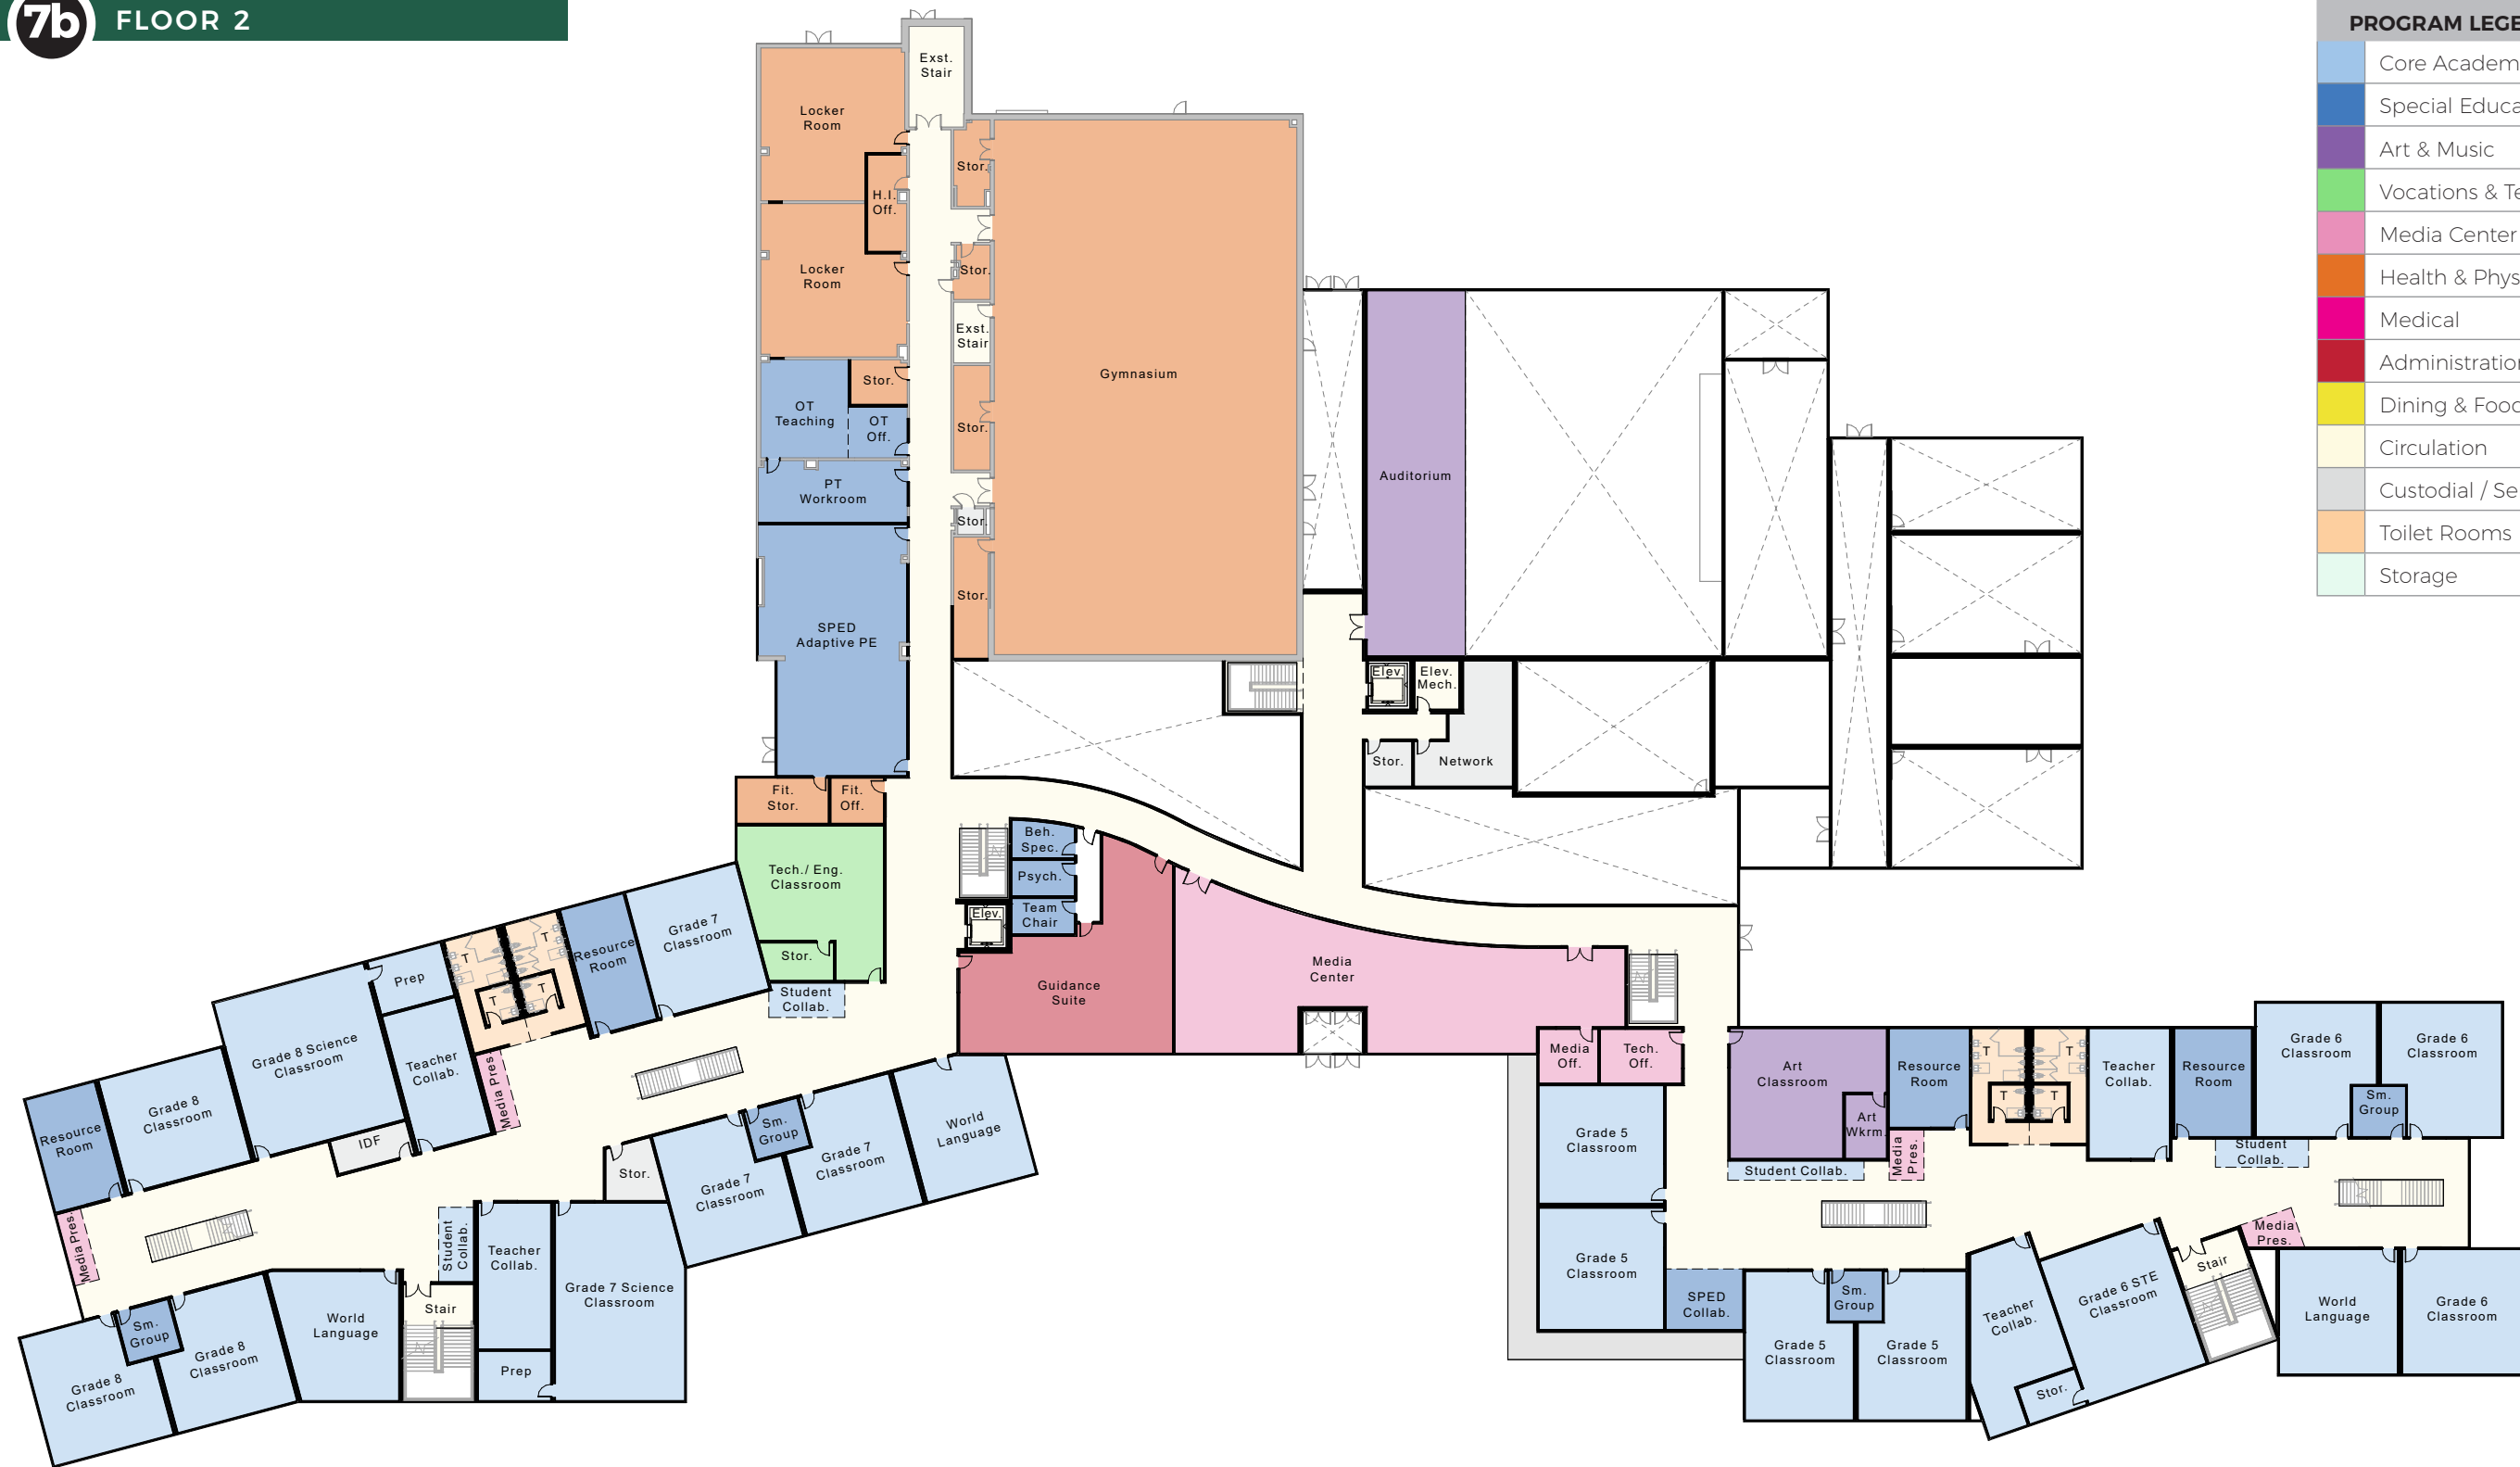 7b FLOOR 2
PROGRAM LEGE
Core Academ
Special Educa
Art & Music
Vocations & Te
Media Center
Health & Phys
Medical
Administration
Dining & Food
Circulation
Custodial / Se
Toilet Rooms
Storage
Exst.
Stair
Locker
Room
Stor.
H.I.
Off.
Locker
Room
Stor.
Exst.
Stair
Gymnasium
Stor.
OT
Teaching
OT
Off.
Stor.
Auditorium
PT
Workroom
Stor.
Stor.
SPED
Adaptive PE
Elev.
Elev.
Mech.
Stor.
Network
Fit.
Stor.
Fit.
Off.
Beh.
Spec.
Psych.
Team
Chair
Elev.
Tech./ Eng.
Classroom
Stor.
Student
Collab.
Guidance
Suite
Media
Center
Media
Off.
Tech.
Off.
Grade 7
Classroom
Resource
Room
T
T
T
T
Prep
Teacher
Collab.
Media Pres.
Grade 8 Science
Classroom
IDF
Grade 8
Classroom
Resource
Room
Media Pres.
World
Language
Grade 7
Classroom
Sm.
Group
Grade 7
Classroom
Stor.
Student
Collab.
Teacher
Collab.
Grade 7 Science
Classroom
Prep
Stair
World
Language
Grade 8
Classroom
Sm.
Group
Grade 8
Classroom
Art
Classroom
Art
Wkrm.
Student Collab.
Media
Pres.
Resource
Room
T
T
T
T
Teacher
Collab.
Resource
Room
Grade 6
Classroom
Grade 6
Classroom
Sm.
Group
Student
Collab.
Grade 5
Classroom
Grade 5
Classroom
SPED
Collab.
Sm.
Group
Grade 5
Classroom
Grade 5
Classroom
Teacher
Collab.
Stor.
Grade 6 STE
Classroom
Stair
Media
Pres.
World
Language
Grade 6
Classroom